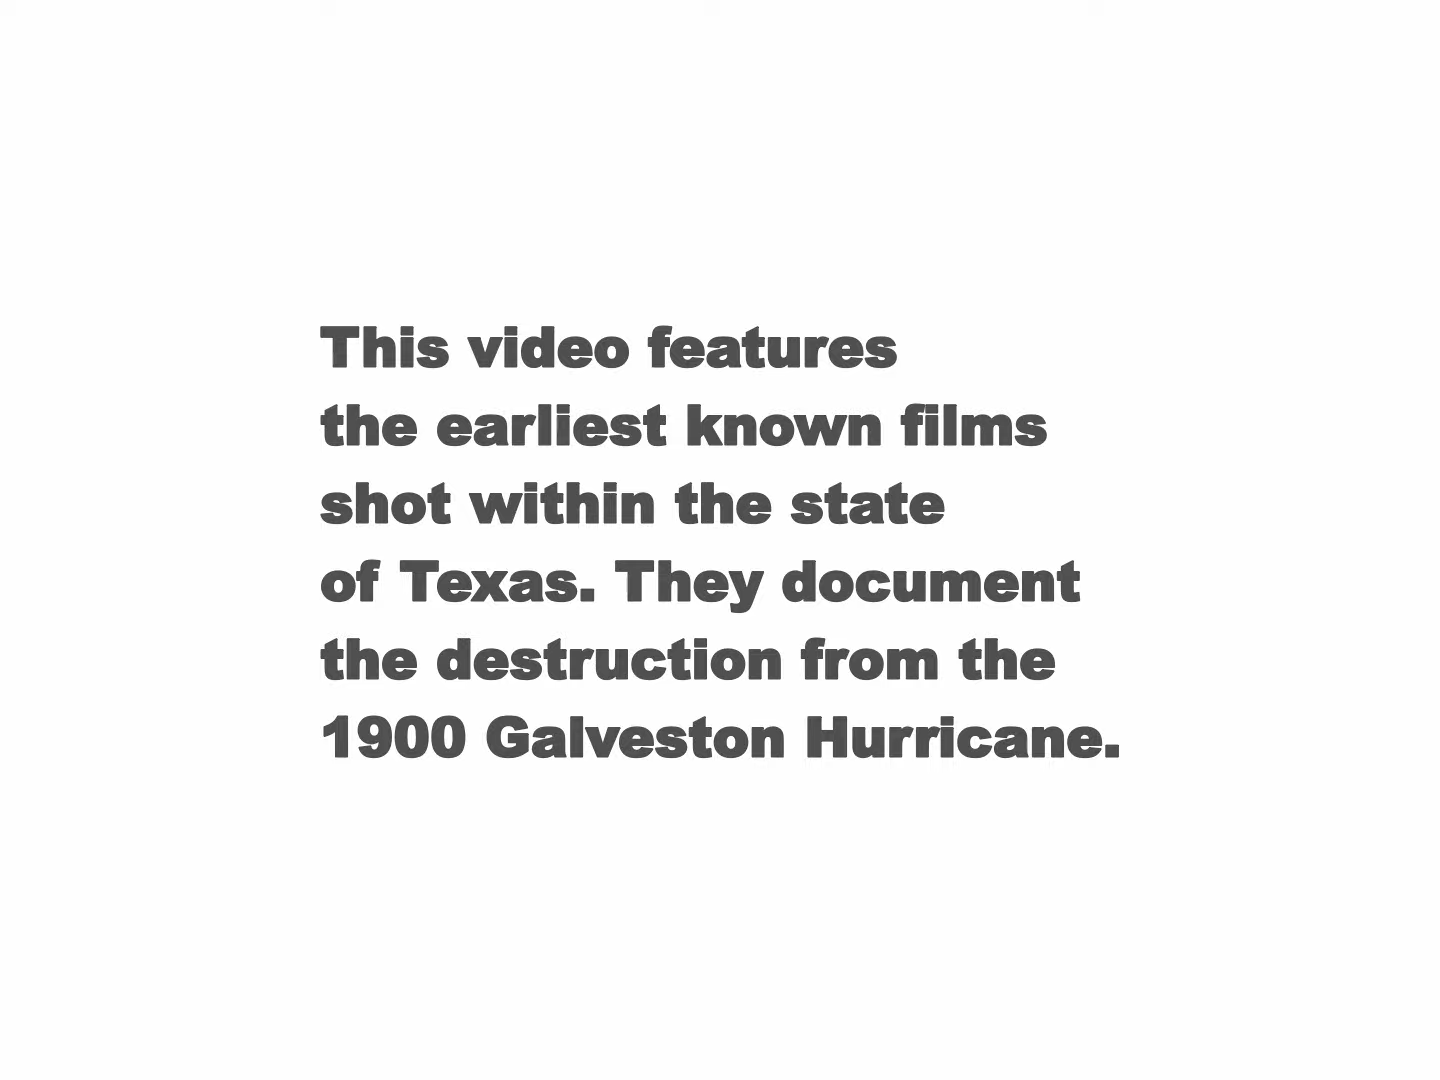 This video features
the earliest known films
shot within the state
of Texas. They document
the destruction from the
1900 Galveston Hurricane.